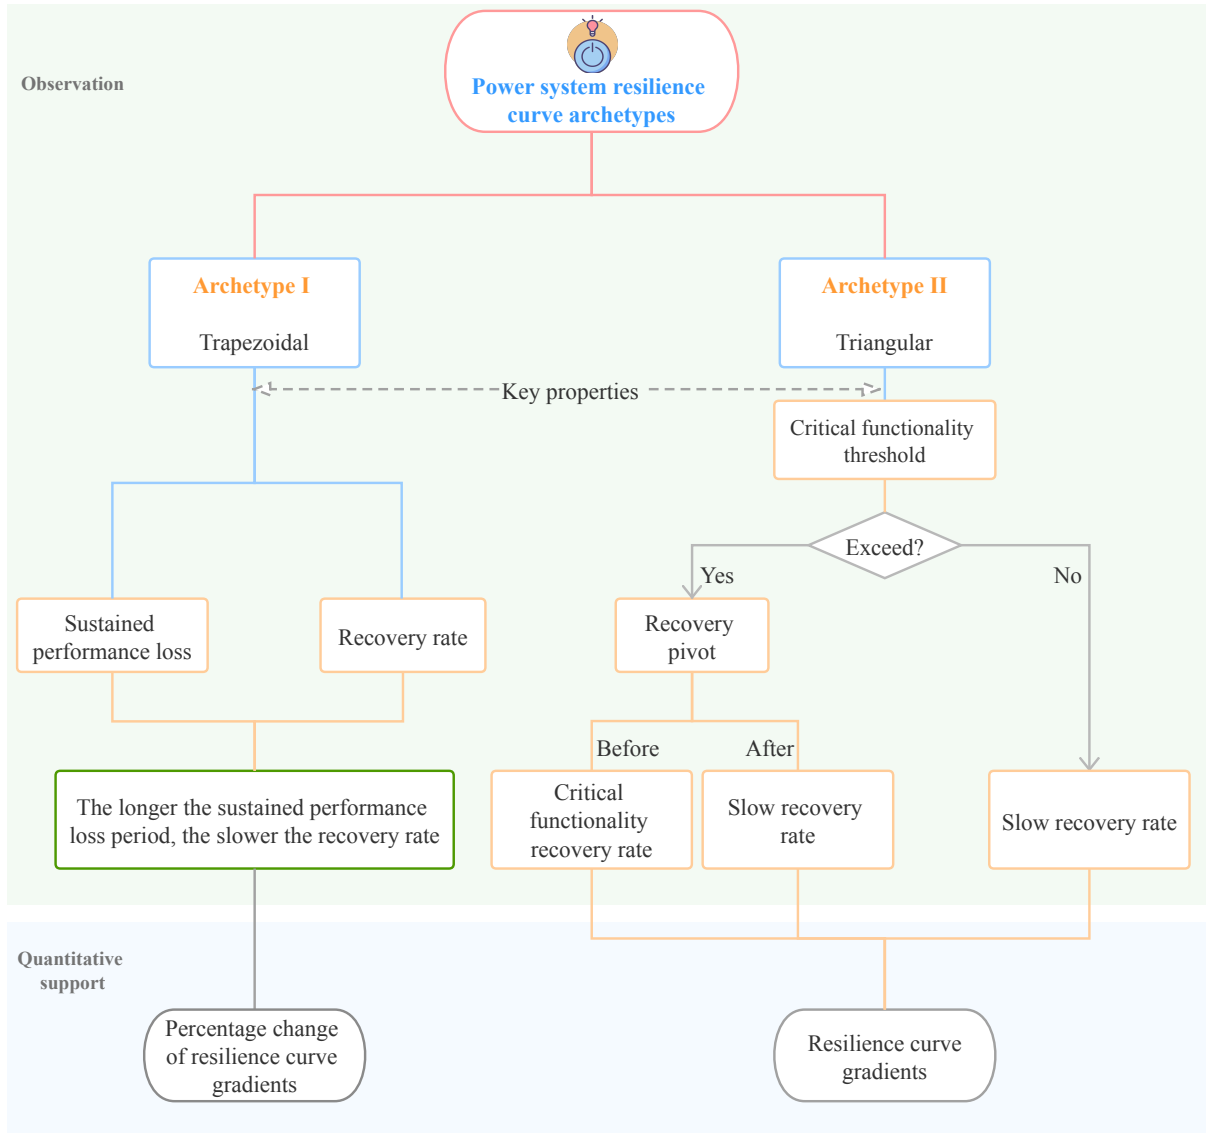 Observation
Power system resilience
curve archetypes
Archetype I
Trapezoidal
Archetype II
Triangular
Key properties
Critical functionality
threshold
Exceed?
Yes
No
Sustained
performance loss
Recovery rate
Recovery
pivot
Before
After
The longer the sustained performance
loss period, the slower the recovery rate
Critical
functionality
recovery rate
Slow recovery
rate
Slow recovery rate
Quantitative
support
Percentage change
of resilience curve
gradients
Resilience curve
gradients